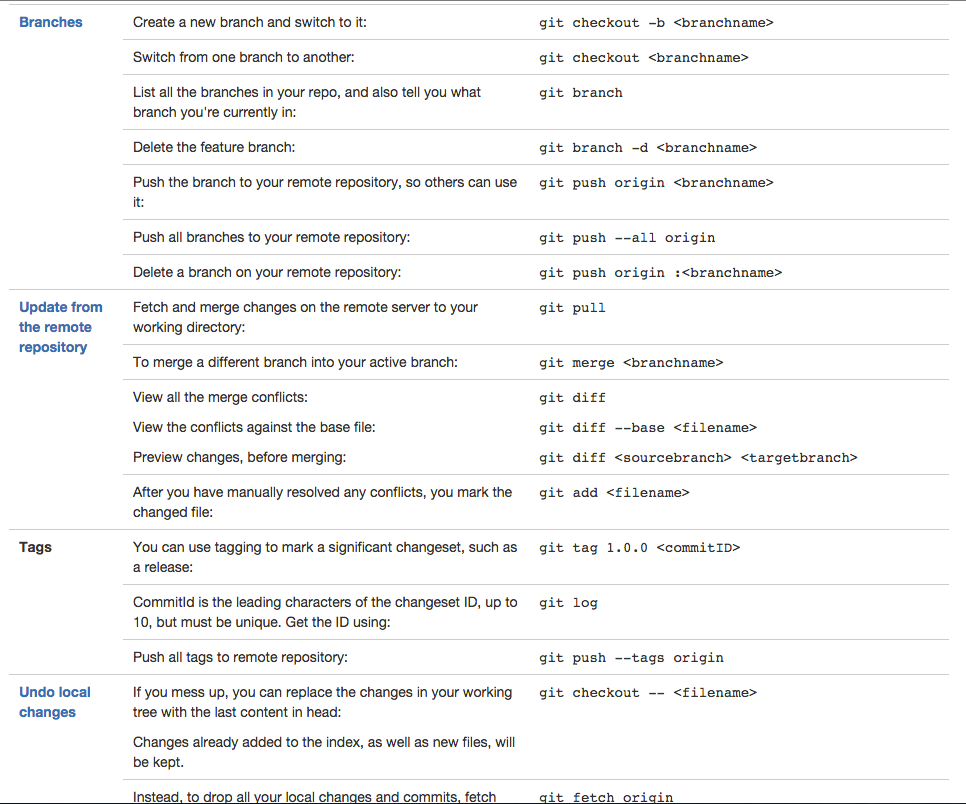 Branches
Create a new branch and switch to it:
git checkout -b <branchname>
Switch from one branch to another:
git checkout <branchname>
List all the branches in your repo, and also tell you what
branch you're currently in:
git branch
Delete the feature branch:
git branch -d <branchname>
Push the branch to your remote repository, so others can use
it:
git push origin <branchname>
Push all branches to your remote repository:
git push --all origin
Delete a branch on your remote repository:
git push origin :<branchname>
Update from
the remote
repository
Fetch and merge changes on the remote server to your
working directory:
git pull
To merge a different branch into your active branch:
git merge <branchname>
View all the merge conflicts:
git diff
View the conflicts against the base file:
git diff --base <filename>
Preview changes, before merging:
git diff <sourcebranch> <targetbranch>
After you have manually resolved any conflicts, you mark the
changed file:
git add <filename>
Tags
You can use tagging to mark a significant changeset, such as
a release:
git tag 1.0.0 <commitID>
CommitId is the leading characters of the changeset ID, up to
10, but must be unique. Get the ID using:
git log
Push all tags to remote repository:
git push --tags origin
Undo local
changes
If you mess up, you can replace the changes in your working
tree with the last content in head:
git checkout -- <filename>
Changes already added to the index, as well as new files, will
be kept.
Instead, to drop all your local changes and commits, fetch
git fetch origin